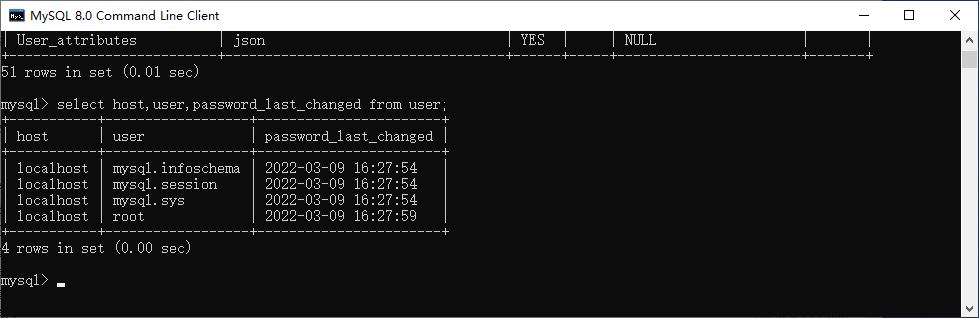 MySQL 8.0 Command Line Client
| User_attributes | json | YES | | NULL | |
+--------------------------+-----------------------------------+------+-----+-----------------------+-------+
51 rows in set (0.01 sec)
mysql> select host,user,password_last_changed from user;
+-----------+------------------+-----------------------+
| host | user | password_last_changed |
+-----------+------------------+-----------------------+
| localhost | mysql.infoschema | 2022-03-09 16:27:54 |
| localhost | mysql.session | 2022-03-09 16:27:54 |
| localhost | mysql.sys | 2022-03-09 16:27:54 |
| localhost | root | 2022-03-09 16:27:59 |
+-----------+------------------+-----------------------+
4 rows in set (0.00 sec)
mysql>